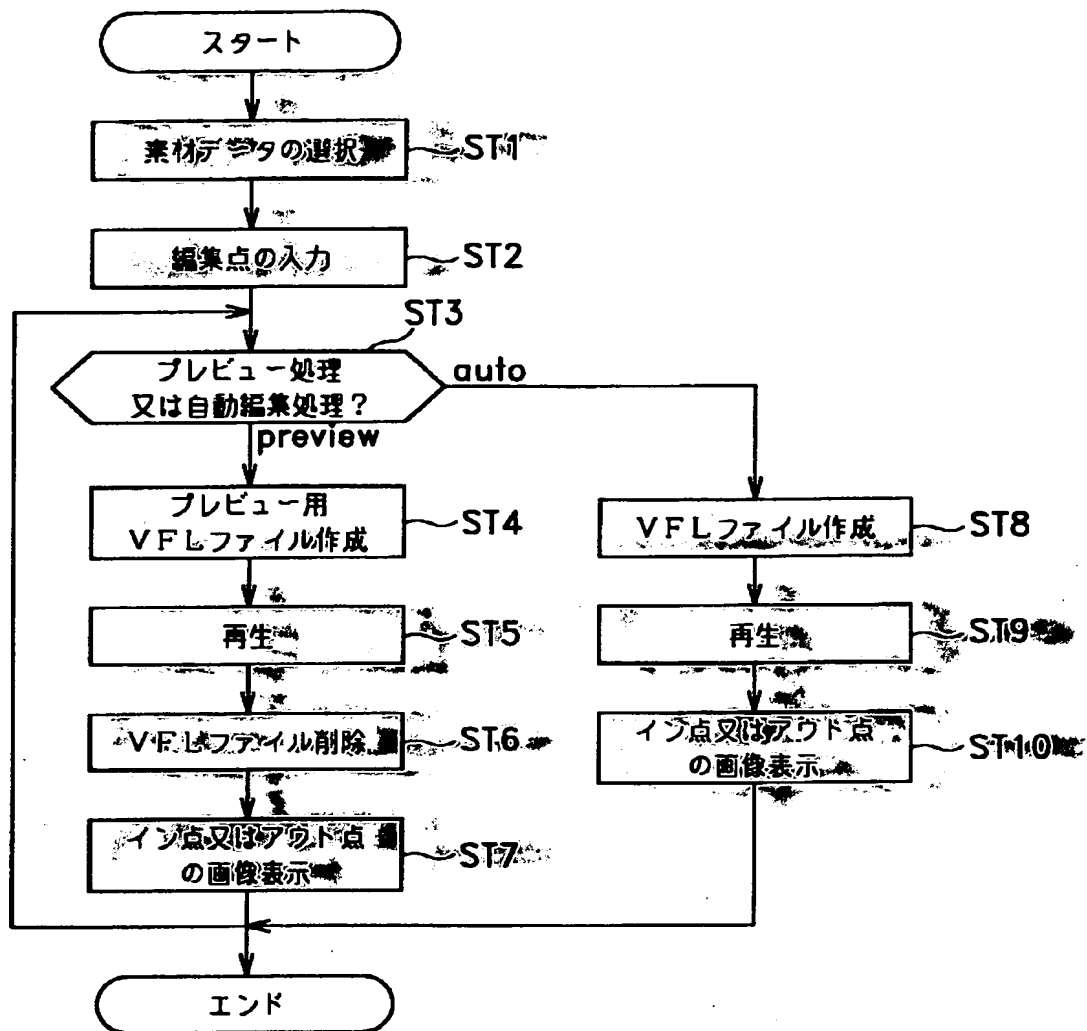 スタート
素材データの選択 ST1
編集点の入力 ST2
ST3
プレビュー処理
又は自動編集処理?
auto
preview
プレビュー用
VFLファイル作成
ST4
VFLファイル作成 ST8
再生 ST5
再生 ST9
VFLファイル削除 ST6
イン点又はアウト点
の画像表示
ST10
イン点又はアウト点
の画像表示
ST7
エンド